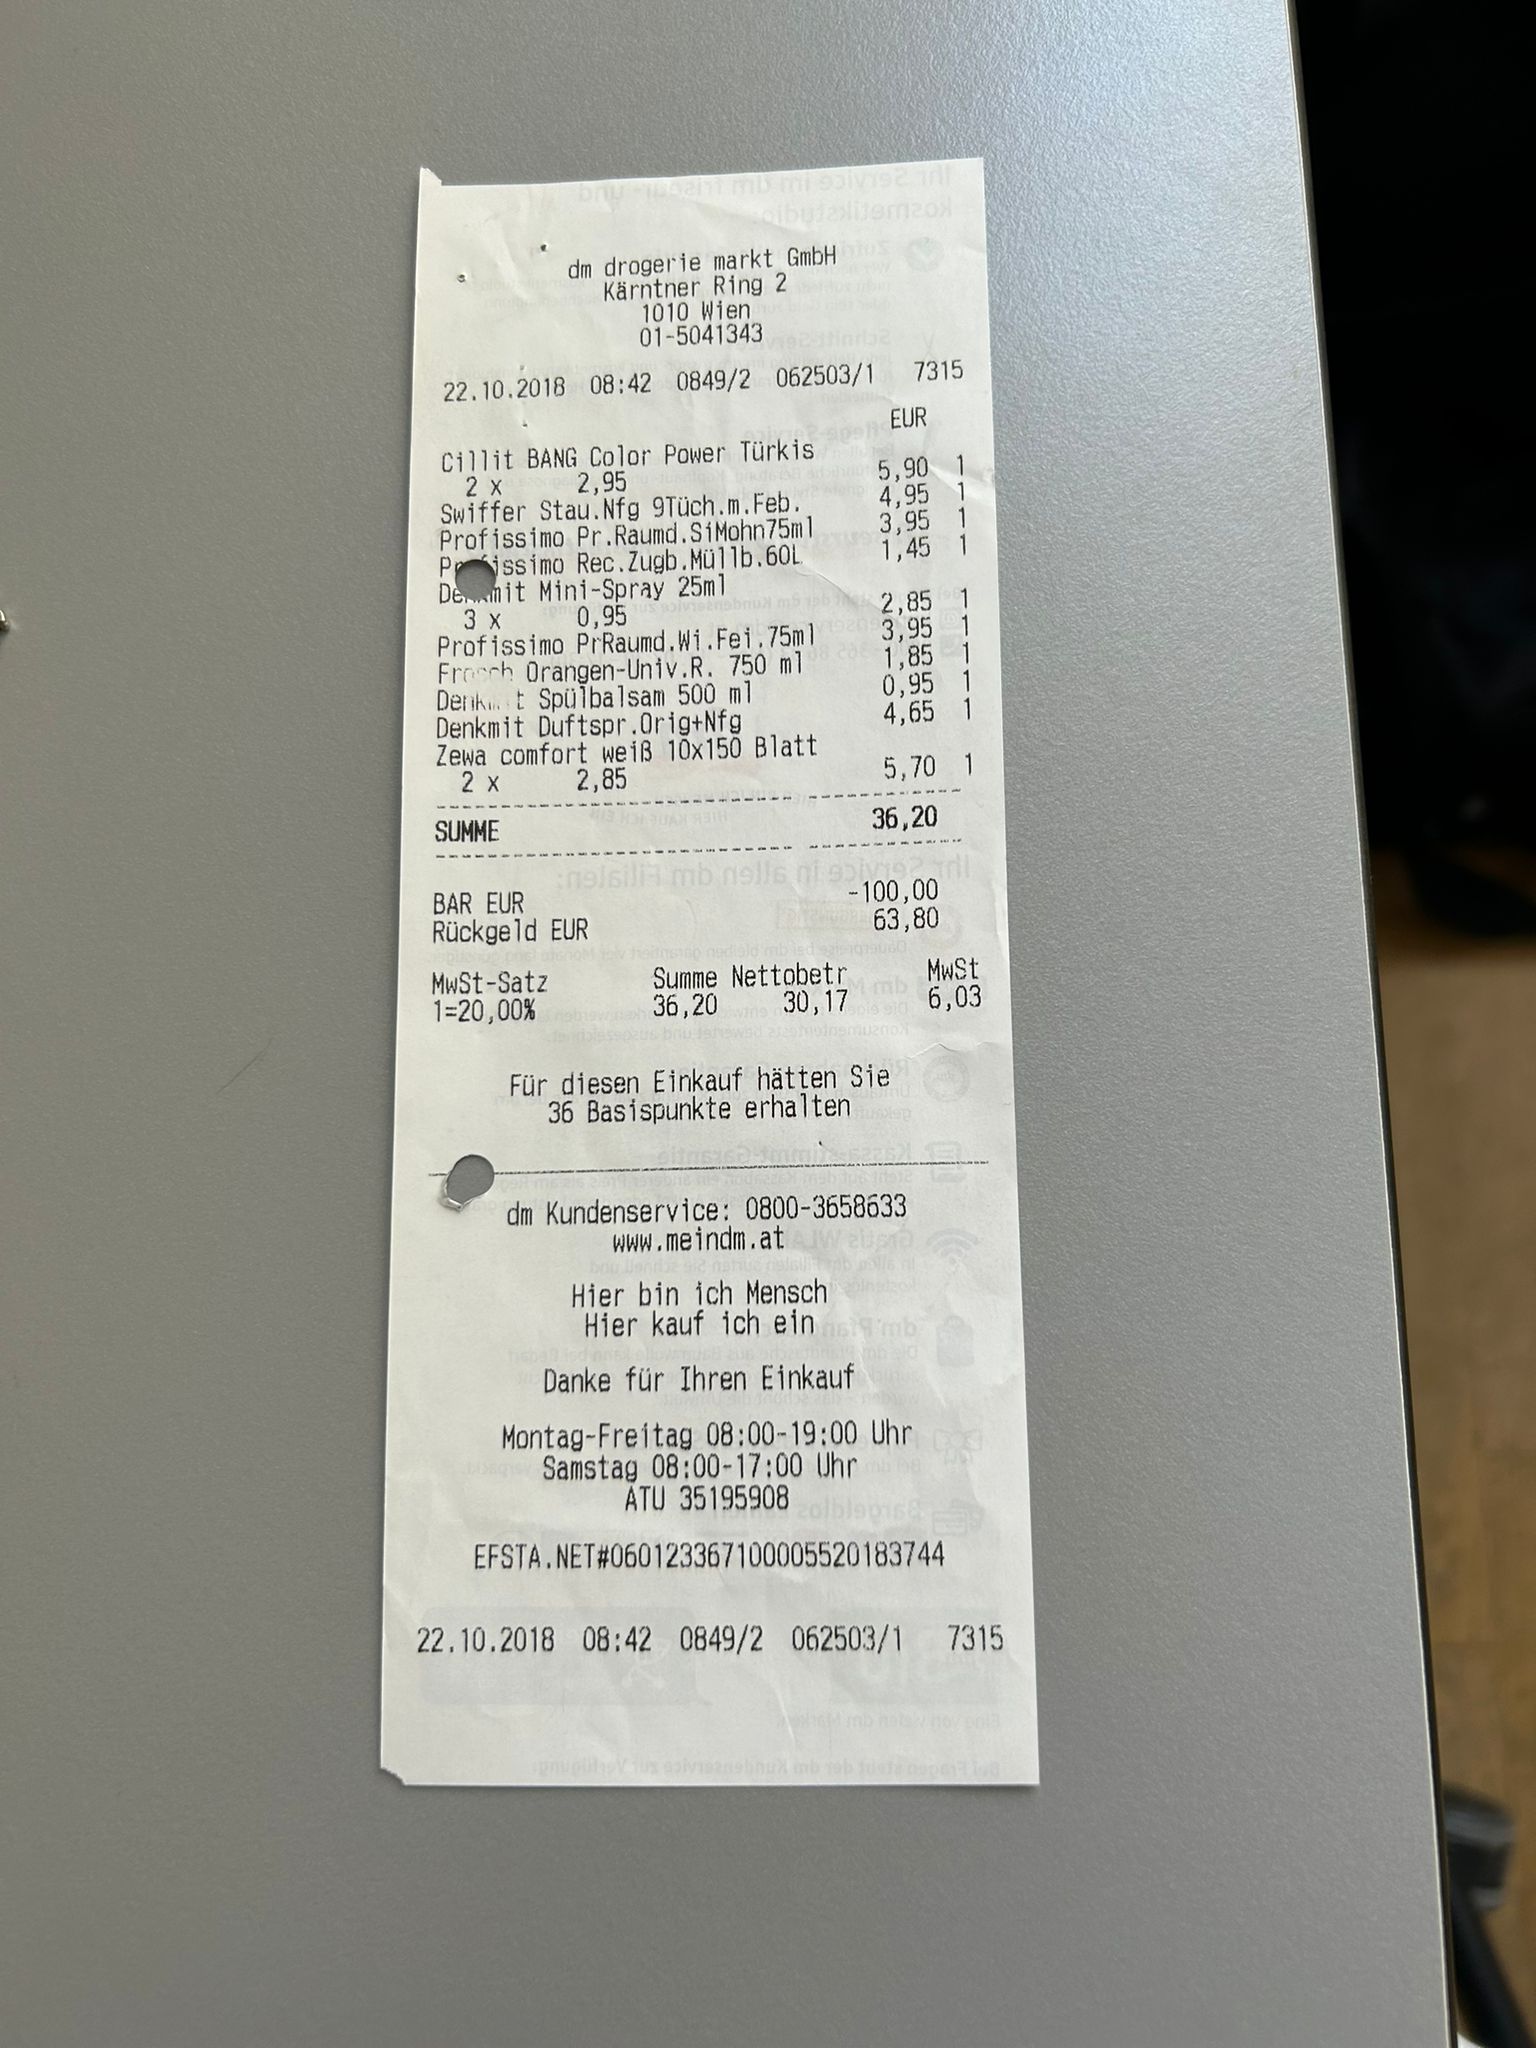 dm drogerie markt GmbH
Kärntner Ring 2
1010 Wien
01-5041343
22.10.2018 08:42 0849/2 062503/1 7315
EUR
Cillit BANG Color Power Türkis
2 x 2,95 5,90 1
Swiffer Stau.Nfg 9Tüch.m.Feb. 4,95 1
Profissimo Pr.Raumd.SiMohn75ml 3,95 1
Profissimo Rec.Zugb.Müllb.60L 1,45 1
Denkmit Mini-Spray 25ml
3 x 0,95 2,85 1
Profissimo PrRaumd.Wi.Fei.75ml 3,95 1
Frosch Orangen-Univ.R. 750 ml 1,85 1
Denkmit Spülbalsam 500 ml 0,95 1
Denkmit Duftspr.Orig+Nfg 4,65 1
Zewa comfort weiß 10x150 Blatt
2 x 2,85 5,70 1
SUMME 36,20
BAR EUR -100,00
Rückgeld EUR 63,80
MwSt-Satz Summe Nettobetr MwSt
1=20,00% 36,20 30,17 6,03
Für diesen Einkauf hätten Sie
36 Basispunkte erhalten
dm Kundenservice: 0800-3658633
www.meindm.at
Hier bin ich Mensch
Hier kauf ich ein
Danke für Ihren Einkauf
Montag-Freitag 08:00-19:00 Uhr
Samstag 08:00-17:00 Uhr
ATU 35195908
EFSTA.NET#060123367100005520183744
22.10.2018 08:42 0849/2 062503/1 7315